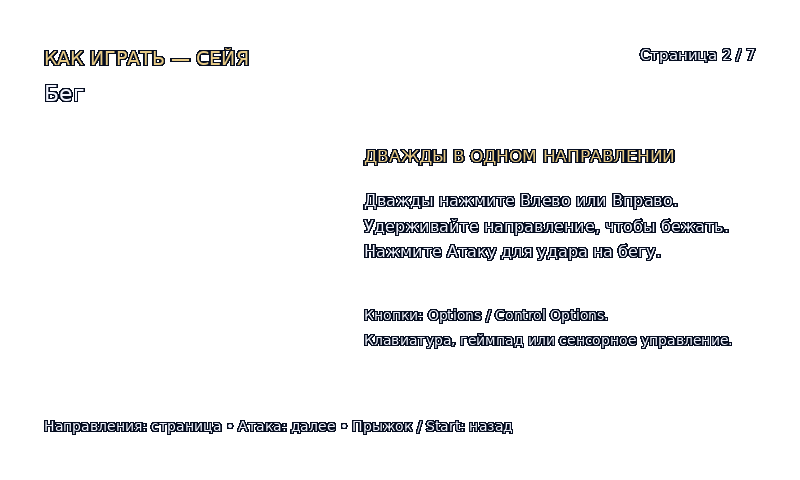 КАК ИГРАТЬ — СЕЙЯ
Страница 2 / 7
Бег
ДВАЖДЫ В ОДНОМ НАПРАВЛЕНИИ
Дважды нажмите Влево или Вправо.
Удерживайте направление, чтобы бежать.
Нажмите Атаку для удара на бегу.
Кнопки: Options / Control Options.
Клавиатура, геймпад или сенсорное управление.
Направления: страница • Атака: далее • Прыжок / Start: назад